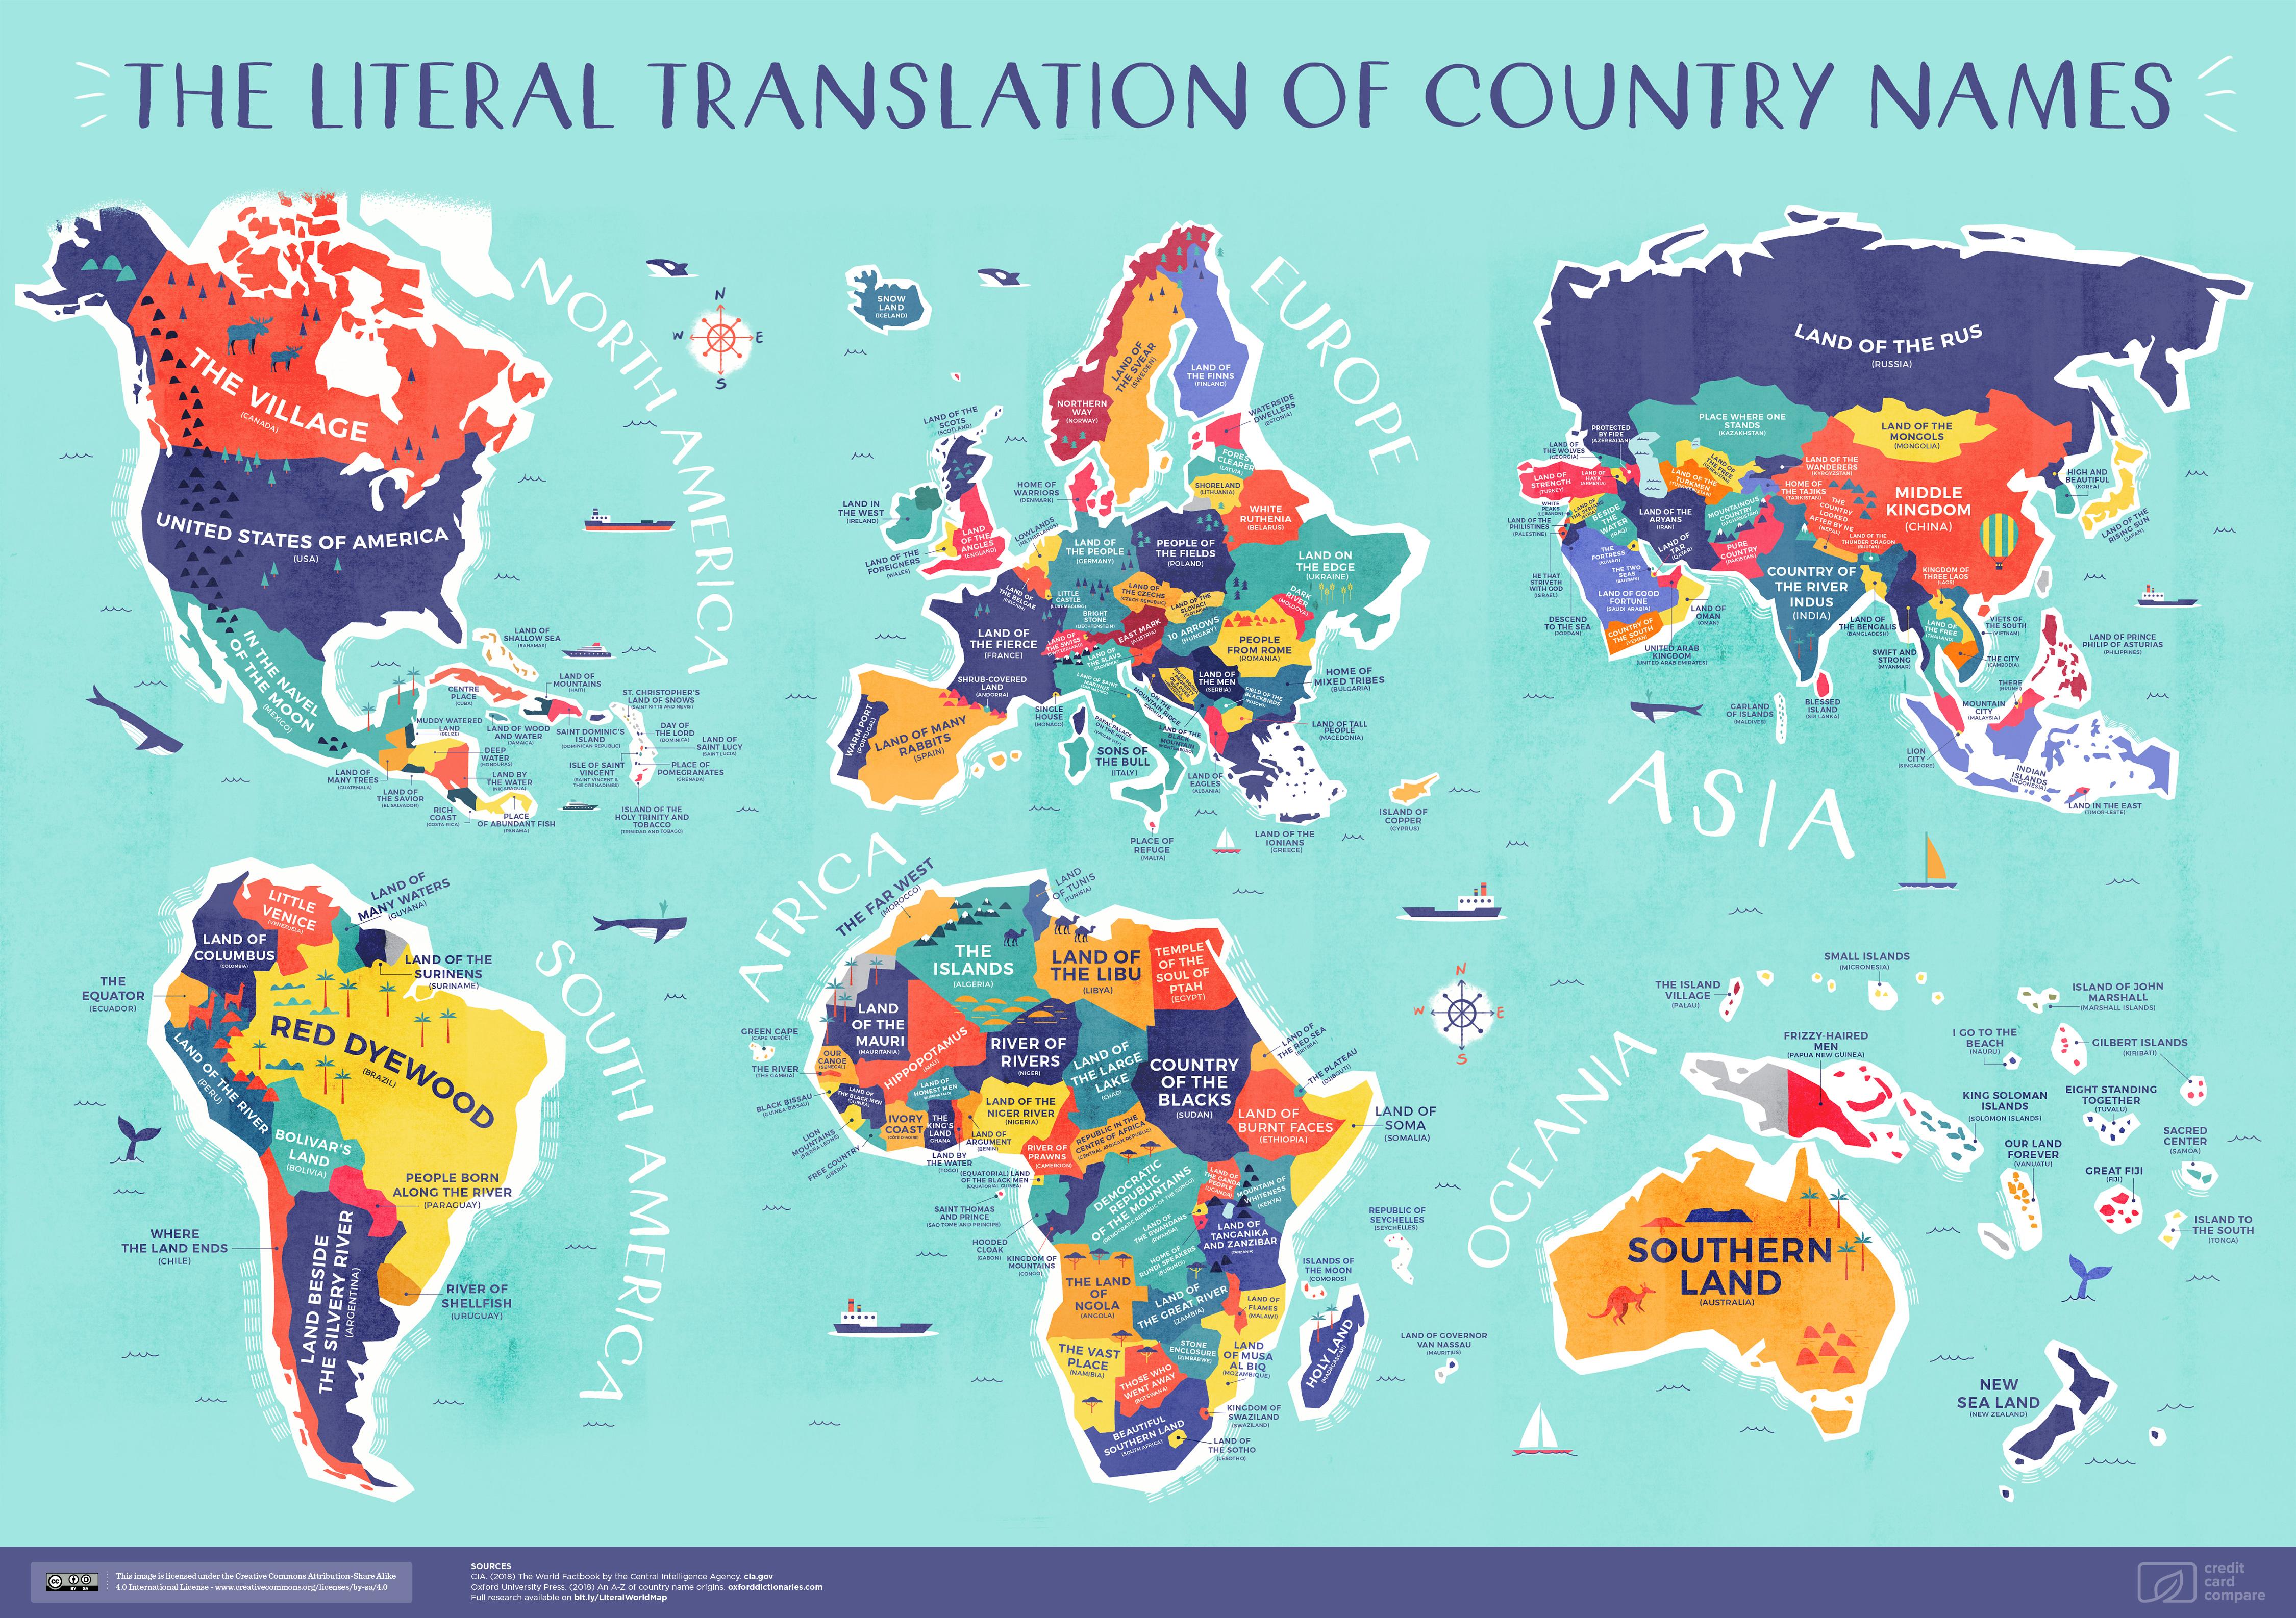 THE LITERAL TRANSLATION OF COUNTRY NAMES
NORTH AMERICA
THE VILLAGE
(CANADA)
UNITED STATES OF AMERICA
(USA)
IN THE NAVEL
OF THE MOON
(MEXICO)
LAND OF
SHALLOW SEA
(BAHAMAS)
CENTRE
PLACE
(CUBA)
LAND OF
MOUNTAINS
(HAITI)
ST. CHRISTOPHER'S
LAND OF SNOWS
(SAINT KITTS AND NEVIS)
MUDDY-WATERED
LAND
(BELIZE)
LAND OF WOOD
AND WATER
(JAMAICA)
SAINT DOMINIC'S
ISLAND
(DOMINICAN REPUBLIC)
DAY OF
THE LORD
(DOMINICA)
LAND OF
SAINT LUCY
(SAINT LUCIA)
DEEP
WATER
(HONDURAS)
ISLE OF SAINT
VINCENT
(SAINT VINCENT &
THE GRENADINES)
PLACE OF
POMEGRANATES
(GRENADA)
LAND OF
MANY TREES
(GUATEMALA)
LAND BY
THE WATER
(NICARAGUA)
LAND OF
THE SAVIOR
(EL SALVADOR)
RICH
COAST
(COSTA RICA)
PLACE
OF ABUNDANT FISH
(PANAMA)
ISLAND OF THE
HOLY TRINITY AND
TOBACCO
(TRINIDAD AND TOBAGO)
N
W
E
S
EUROPE
SNOW
LAND
(ICELAND)
LAND OF
THE SVEAR
(SWEDEN)
LAND OF
THE FINNS
(FINLAND)
NORTHERN
WAY
(NORWAY)
WATERSIDE
DWELLERS
(ESTONIA)
LAND OF THE
SCOTS
(SCOTLAND)
FOREST
CLEARER
(LATVIA)
SHORELAND
(LITHUANIA)
HOME OF
WARRIORS
(DENMARK)
LAND IN
THE WEST
(IRELAND)
WHITE
RUTHENIA
(BELARUS)
LAND
OF THE
ANGLES
(ENGLAND)
LOWLANDS
(NETHERLANDS)
LAND OF THE
FOREIGNERS
(WALES)
LAND OF
THE PEOPLE
(GERMANY)
PEOPLE OF
THE FIELDS
(POLAND)
LAND ON
THE EDGE
(UKRAINE)
LAND OF
THE BELGAE
(BELGIUM)
LITTLE
CASTLE
(LUXEMBOURG)
LAND OF
THE CZECHS
(CZECH REPUBLIC)
LAND OF THE
SLOVACI
DARK
RIVER
(MOLDOVA)
BRIGHT
STONE
(LIECHTENSTEIN)
EAST MARK
(AUSTRIA)
10 ARROWS
(HUNGARY)
LAND OF
THE FIERCE
(FRANCE)
LAND OF
THE SWISS
LAND OF
THE SLAVS
PEOPLE
FROM ROME
(ROMANIA)
SHRUB-COVERED
LAND
(ANDORRA)
LAND OF SAINT
MARINUS
LAND OF
THE MEN
(SERBIA)
HOME OF
MIXED TRIBES
(BULGARIA)
FIELD OF THE
BLACKBIRDS
WARM PORT
(PORTUGAL)
LAND OF MANY
RABBITS
(SPAIN)
SINGLE
HOUSE
(MONACO)
LAND OF TALL
PEOPLE
(MACEDONIA)
LAND OF THE
BLACK
MOUNTAIN
SONS OF
THE BULL
(ITALY)
LAND OF
EAGLES
(ALBANIA)
PLACE OF
REFUGE
(MALTA)
LAND OF THE
IONIANS
(GREECE)
ISLAND OF
COPPER
(CYPRUS)
ASIA
LAND OF THE RUS
(RUSSIA)
PLACE WHERE ONE
STANDS
(KAZAKHSTAN)
LAND OF THE
MONGOLS
(MONGOLIA)
PROTECTED
BY FIRE
(AZERBAIJAN)
LAND OF
THE WOLVES
(GEORGIA)
LAND OF
STRENGTH
(TURKEY)
LAND OF
HAYK
(ARMENIA)
LAND OF
THE FREE
LAND OF THE
TURKMEN
LAND OF THE
WANDERERS
(KYRGYZSTAN)
HOME OF
THE TAJIKS
(TAJIKISTAN)
MIDDLE
KINGDOM
(CHINA)
HIGH AND
BEAUTIFUL
(KOREA)
LAND OF THE
RISING SUN
(JAPAN)
WHITE
PEAKS
(LEBANON)
LAND OF THE
PHILISTINES
(PALESTINE)
BESIDE
THE
WATER
(IRAQ)
LAND OF THE
ARYANS
(IRAN)
MOUNTAINOUS
COUNTRY
(AFGHANISTAN)
THE
COUNTRY
LOOKED
AFTER BY NE
(NEPAL)
LAND OF THE
THUNDER DRAGON
(BHUTAN)
THE
FORTRESS
(KUWAIT)
LAND OF
TAR
(QATAR)
PURE
COUNTRY
(PAKISTAN)
THE TWO
SEAS
(BAHRAIN)
COUNTRY OF
THE RIVER
INDUS
(INDIA)
KINGDOM OF
THREE LAOS
(LAOS)
HE THAT
STRIVETH
WITH GOD
(ISRAEL)
LAND OF GOOD
FORTUNE
(SAUDI ARABIA)
LAND OF
OMAN
(OMAN)
DESCEND
TO THE SEA
(JORDAN)
COUNTRY OF
THE SOUTH
(YEMEN)
UNITED ARAB
KINGDOM
(UNITED ARAB EMIRATES)
LAND OF
THE BENGALIS
(BANGLADESH)
LAND OF
THE FREE
(THAILAND)
VIETS OF
THE SOUTH
(VIETNAM)
LAND OF PRINCE
PHILIP OF ASTURIAS
(PHILIPPINES)
SWIFT AND
STRONG
(MYANMAR)
THE CITY
(CAMBODIA)
THERE
(BRUNEI)
GARLAND
OF ISLANDS
(MALDIVES)
BLESSED
ISLAND
(SRI LANKA)
MOUNTAIN
CITY
(MALAYSIA)
LION
CITY
(SINGAPORE)
INDIAN
ISLANDS
(INDONESIA)
LAND IN THE EAST
(TIMOR-LESTE)
SOUTH AMERICA
LITTLE
VENICE
(VENEZUELA)
LAND OF
MANY WATERS
(GUYANA)
LAND OF
COLUMBUS
(COLOMBIA)
LAND OF THE
SURINENS
(SURINAME)
THE
EQUATOR
(ECUADOR)
RED DYEWOOD
(BRAZIL)
LAND OF THE RIVER
(PERU)
BOLIVAR'S
LAND
(BOLIVIA)
PEOPLE BORN
ALONG THE RIVER
(PARAGUAY)
WHERE
THE LAND ENDS
(CHILE)
LAND BESIDE
THE SILVERY RIVER
(ARGENTINA)
RIVER OF
SHELLFISH
(URUGUAY)
AFRICA
THE FAR WEST
(MOROCCO)
LAND
OF TUNIS
(TUNISIA)
THE
ISLANDS
(ALGERIA)
LAND OF
THE LIBU
(LIBYA)
TEMPLE
OF THE
SOUL OF
PTAH
(EGYPT)
LAND
OF THE
MAURI
(MAURITANIA)
HIPPOPOTAMUS
(MALI)
RIVER OF
RIVERS
(NIGER)
LAND OF
THE LARGE
LAKE
(CHAD)
COUNTRY
OF THE
BLACKS
(SUDAN)
LAND OF
THE RED SEA
(ERITREA)
THE PLATEAU
(DJIBOUTI)
GREEN CAPE
(CAPE VERDE)
OUR
CANOE
(SENEGAL)
THE RIVER
(THE GAMBIA)
BLACK BISSAU
(GUINEA-BISSAU)
LAND OF
THE BLACK MEN
(GUINEA)
LAND OF
HONEST MEN
LION
MOUNTAINS
(SIERRA LEONE)
FREE COUNTRY
(LIBERIA)
IVORY
COAST
THE
KING'S
LAND
GHANA
LAND OF THE
NIGER RIVER
(NIGERIA)
LAND OF
ARGUMENT
(BENIN)
LAND BY
THE WATER
(TOGO)
REPUBLIC IN THE
CENTRE OF AFRICA
(CENTRAL AFRICAN REPUBLIC)
LAND OF
BURNT FACES
(ETHIOPIA)
LAND OF
SOMA
(SOMALIA)
RIVER OF
PRAWNS
(CAMEROON)
(EQUATORIAL) LAND
OF THE BLACK MEN
(EQUATORIAL GUINEA)
SAINT THOMAS
AND PRINCE
(SAO TOME AND PRINCIPE)
HOODED
CLOAK
(GABON)
KINGDOM OF
MOUNTAINS
(CONGO)
DEMOCRATIC
REPUBLIC
OF THE MOUNTAINS
(DEMOCRATIC REPUBLIC OF THE CONGO)
LAND OF
THE GANDA
PEOPLE
(UGANDA)
MOUNTAIN OF
WHITENESS
(KENYA)
LAND OF
THE RWANDANS
HOME OF
RUNDI SPEAKERS
(BURUNDI)
LAND OF
TANGANIKA
AND ZANZIBAR
THE LAND
OF
NGOLA
(ANGOLA)
LAND OF
THE GREAT RIVER
(ZAMBIA)
LAND OF
FLAMES
(MALAWI)
ISLANDS OF
THE MOON
(COMOROS)
REPUBLIC OF
SEYCHELLES
(SEYCHELLES)
THE VAST
PLACE
(NAMIBIA)
THOSE WHO
WENT AWAY
(BOTSWANA)
STONE
ENCLOSURE
(ZIMBABWE)
LAND
OF MUSA
AL BIQ
(MOZAMBIQUE)
HOLY LAND
(MADAGASCAR)
LAND OF GOVERNOR
VAN NASSAU
(MAURITIUS)
BEAUTIFUL
SOUTHERN LAND
(SOUTH AFRICA)
KINGDOM OF
SWAZILAND
(SWAZILAND)
LAND OF
THE SOTHO
(LESOTHO)
N
W
E
S
OCEANIA
SMALL ISLANDS
(MICRONESIA)
THE ISLAND
VILLAGE
(PALAU)
ISLAND OF JOHN
MARSHALL
(MARSHALL ISLANDS)
FRIZZY-HAIRED
MEN
(PAPUA NEW GUINEA)
I GO TO THE
BEACH
(NAURU)
GILBERT ISLANDS
(KIRIBATI)
KING SOLOMAN
ISLANDS
(SOLOMON ISLANDS)
EIGHT STANDING
TOGETHER
(TUVALU)
OUR LAND
FOREVER
(VANUATU)
SACRED
CENTER
(SAMOA)
GREAT FIJI
(FIJI)
ISLAND TO
THE SOUTH
(TONGA)
SOUTHERN
LAND
(AUSTRALIA)
NEW
SEA LAND
(NEW ZEALAND)
CC BY SA
This image is licensed under the Creative Commons Attribution-Share Alike
4.0 International License - www.creativecommons.org/licenses/by-sa/4.0
SOURCES
CIA. (2018) The World Factbook by the Central Intelligence Agency. cia.gov
Oxford University Press. (2018) An A-Z of country name origins. oxforddictionaries.com
Full research available on bit.ly/LiteralWorldMap
credit
card
compare